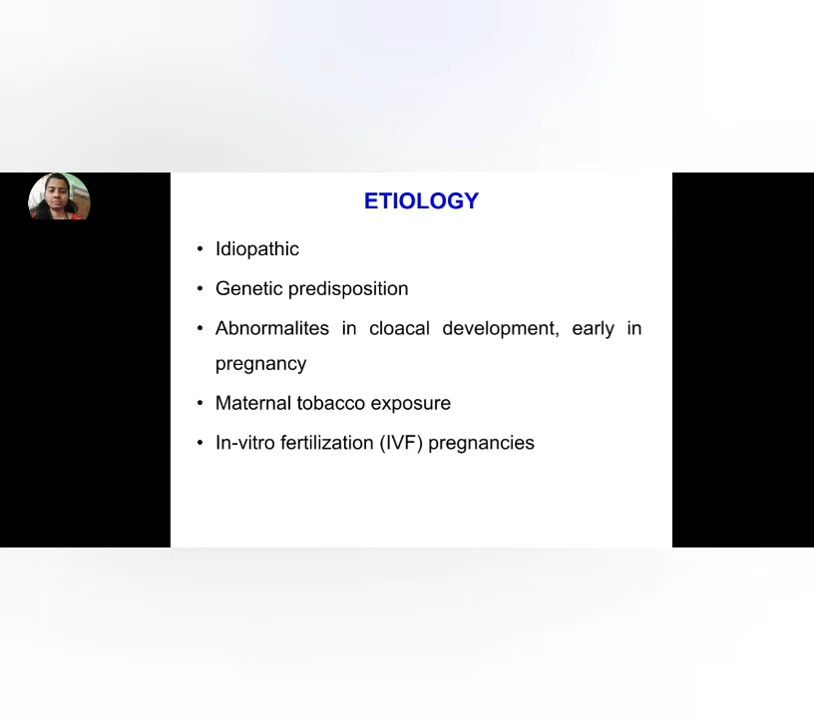 ETIOLOGY
• Idiopathic
• Genetic predisposition
• Abnormalites in cloacal development, early in
pregnancy
• Maternal tobacco exposure
• In-vitro fertilization (IVF) pregnancies